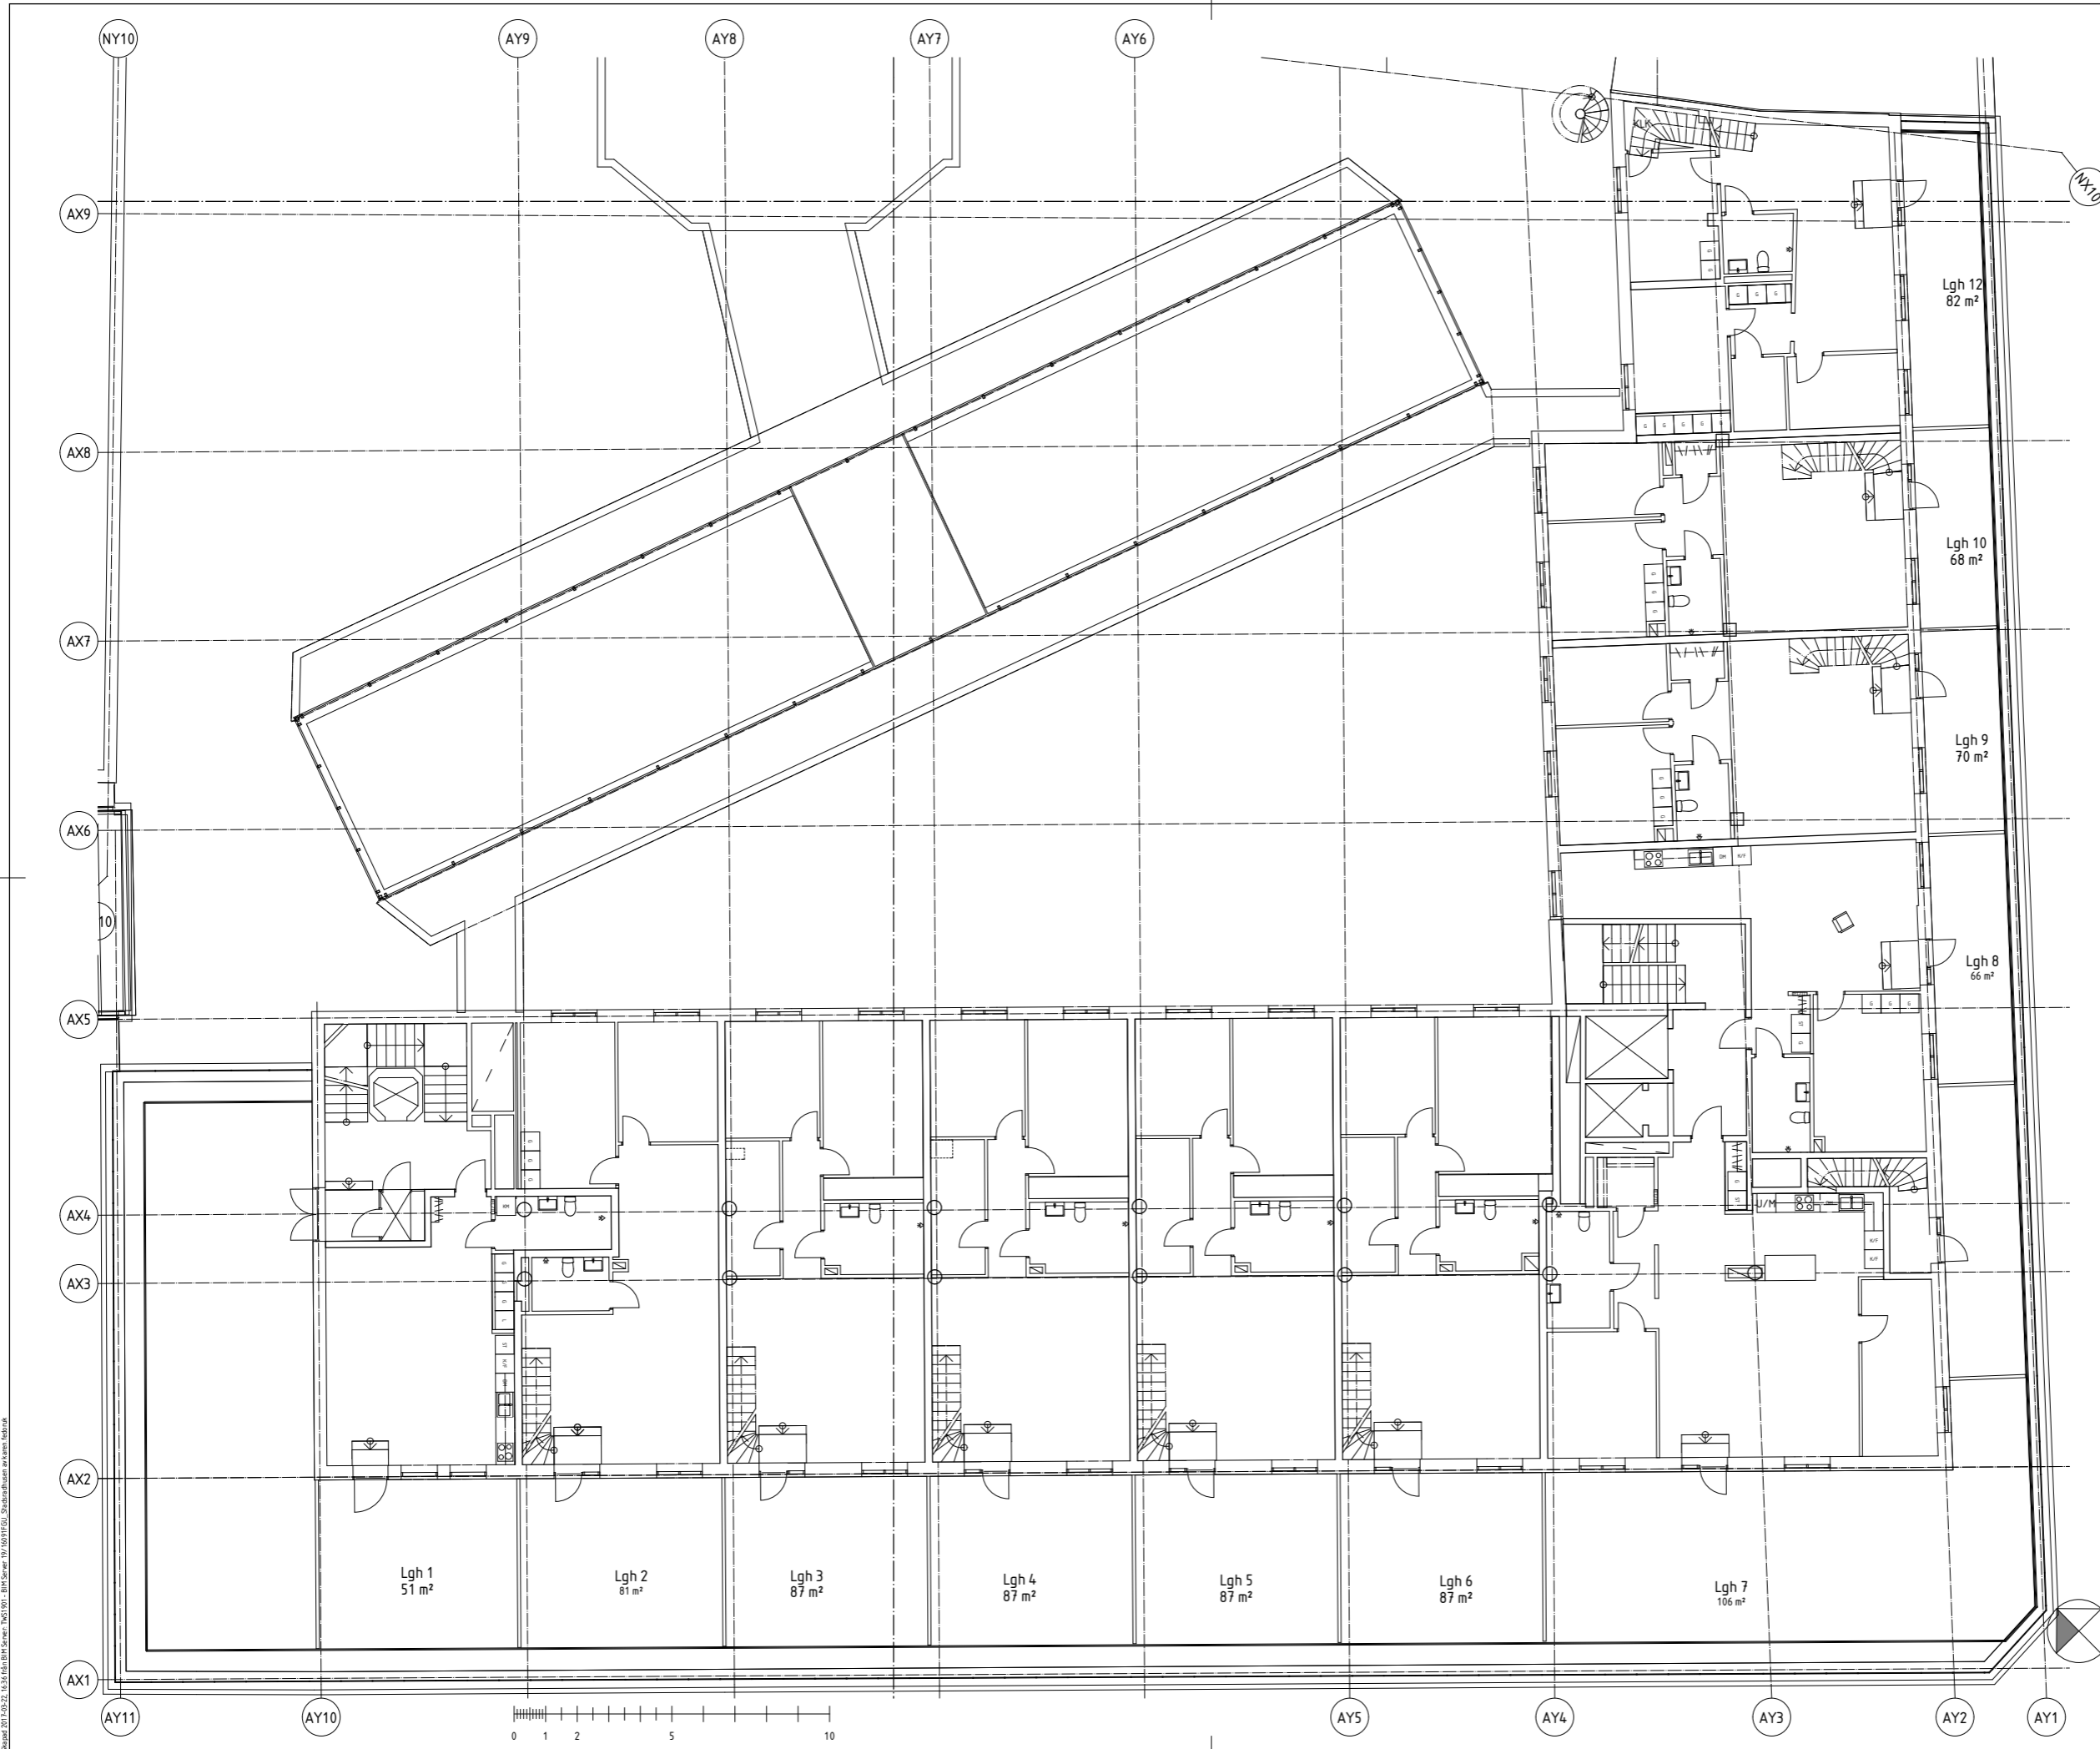 NY10
AY9
AY8
AY7
AY6
NX10
AX9
AX8
AX7
AX6
10
AX5
AX4
AX3
AX2
AX1
KLK
Lgh 12
82 m²
Lgh 10
68 m²
Lgh 9
70 m²
DM
K/F
Lgh 8
66 m²
U/M
Lgh 1
51 m²
Lgh 2
81 m²
Lgh 3
87 m²
Lgh 4
87 m²
Lgh 5
87 m²
Lgh 6
87 m²
Lgh 7
106 m²
AY11
AY10
AY5
AY4
AY3
AY2
AY1
0 1 2 5 10